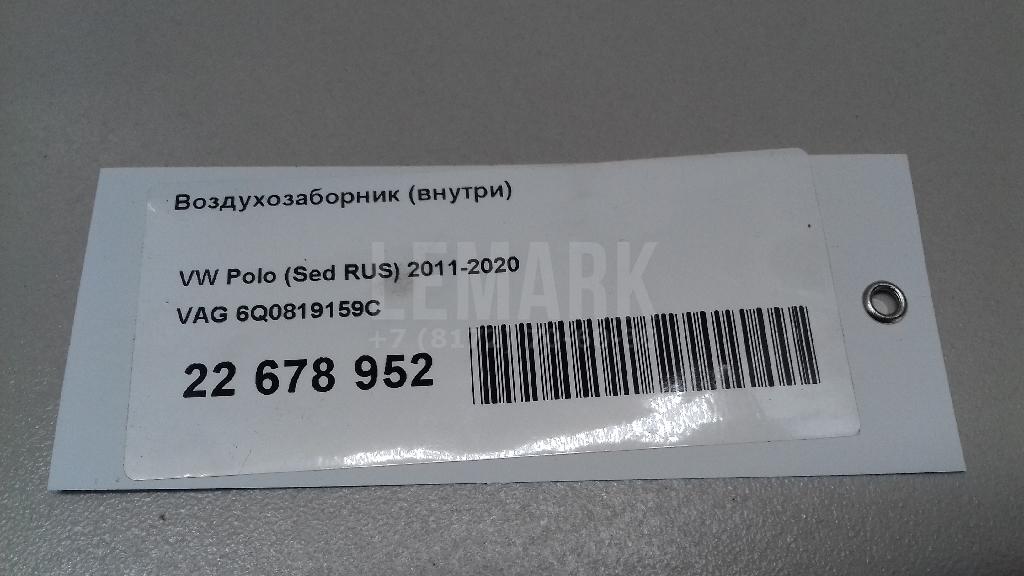 Воздухозаборник (внутри)
VW Polo (Sed RUS) 2011-2020
LEMARK
VAG 6Q0819159C
22 678 952